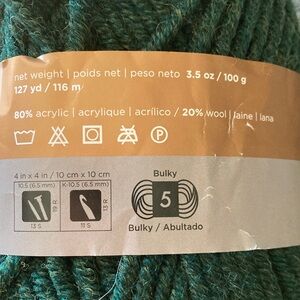 net weight | poids net | peso neto 3.5 oz / 100 g
127 yd / 116 m
80% acrylic | acrylique | acrílico / 20% wool | laine | lana
P
4 in x 4 in / 10 cm x 10 cm
10.5 (6.5 mm) K-10.5 (6.5 mm)
19 R 13 R
13 S 11 S
Bulky
5
Bulky / Abultado